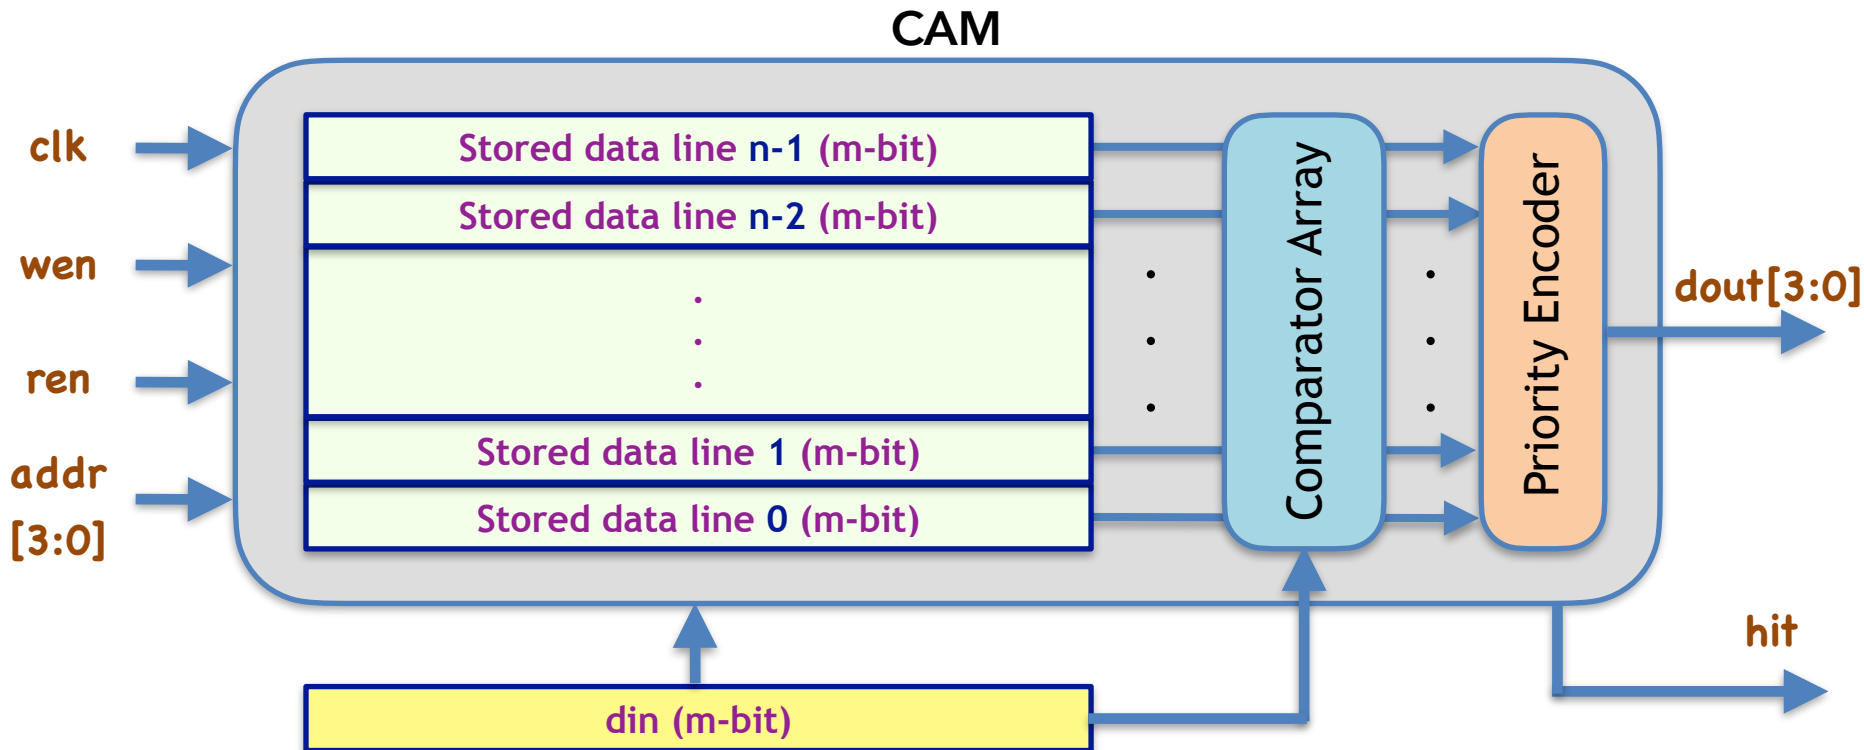 CAM
clk
wen
ren
addr
[3:0]
Stored data line n-1 (m-bit)
Stored data line n-2 (m-bit)
Stored data line 1 (m-bit)
Stored data line 0 (m-bit)
din (m-bit)
Comparator Array
Priority Encoder
dout[3:0]
hit